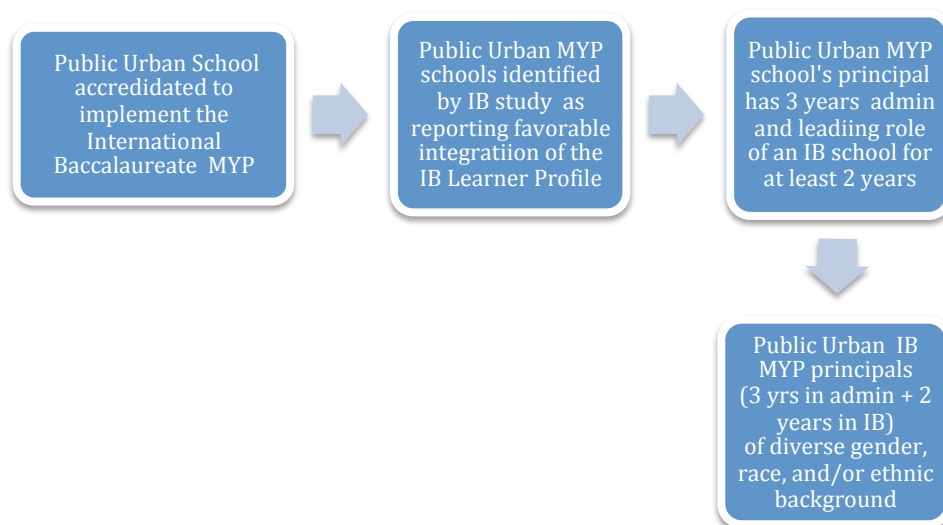 Public Urban School
accredidated to
implement the
International
Baccalaureate MYP
Public Urban MYP
schools identified
by IB study as
reporting favorable
integratiion of the
IB Learner Profile
Public Urban MYP
school's principal
has 3 years admin
and leadiing role
of an IB school for
at least 2 years
Public Urban IB
MYP principals
(3 yrs in admin + 2
years in IB)
of diverse gender,
race, and/or ethnic
background